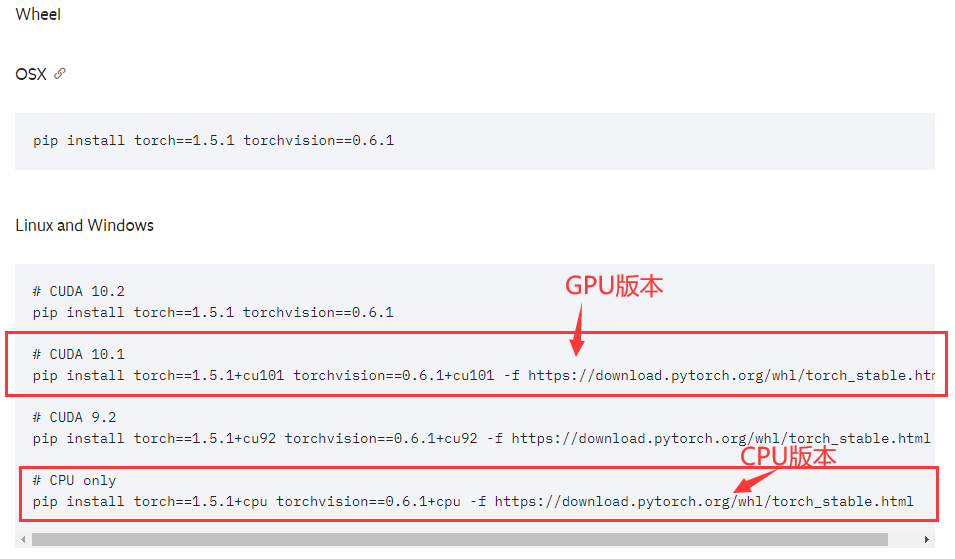 Wheel
OSX
pip install torch==1.5.1 torchvision==0.6.1
Linux and Windows
# CUDA 10.2
pip install torch==1.5.1 torchvision==0.6.1
GPU版本
# CUDA 10.1
pip install torch==1.5.1+cu101 torchvision==0.6.1+cu101 -f https://download.pytorch.org/whl/torch_stable.htm
# CUDA 9.2
pip install torch==1.5.1+cu92 torchvision==0.6.1+cu92 -f https://download.pytorch.org/whl/torch_stable.html
CPU版本
# CPU only
pip install torch==1.5.1+cpu torchvision==0.6.1+cpu -f https://download.pytorch.org/whl/torch_stable.html